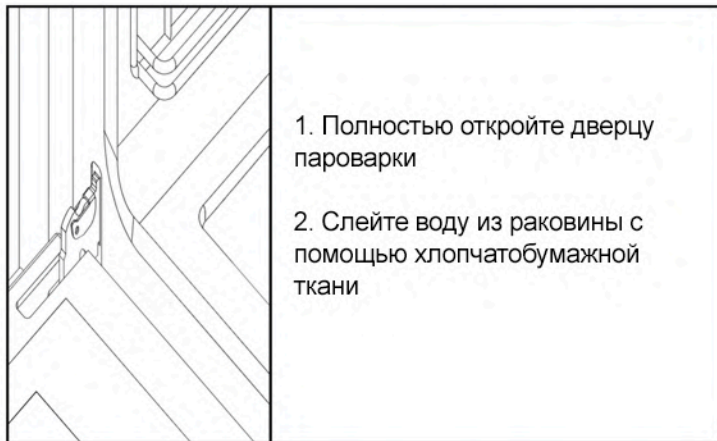 1. Полностью откройте дверцу
пароварки
2. Слейте воду из раковины с
помощью хлопчатобумажной
ткани